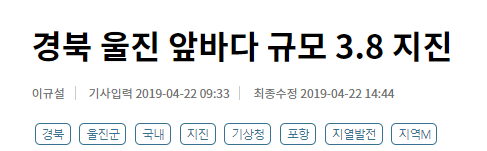 경북 울진 앞바다 규모 3.8 지진
이규설 기사입력 2019-04-22 09:33 최종수정 2019-04-22 14:44
경북 울진군 국내 지진 기상청 포항 지열발전 지역M